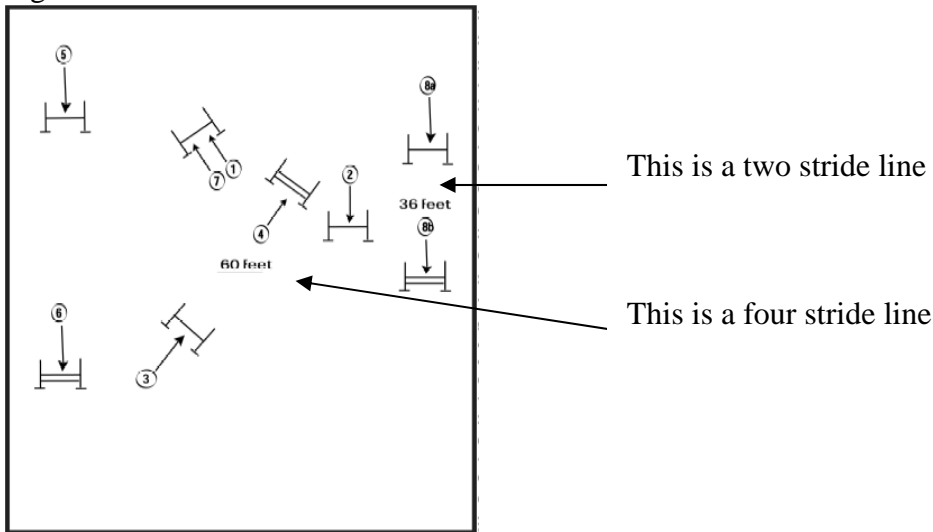 5
8a
1
7
2
This is a two stride line
36 feet
4
8b
60 feet
This is a four stride line
6
3